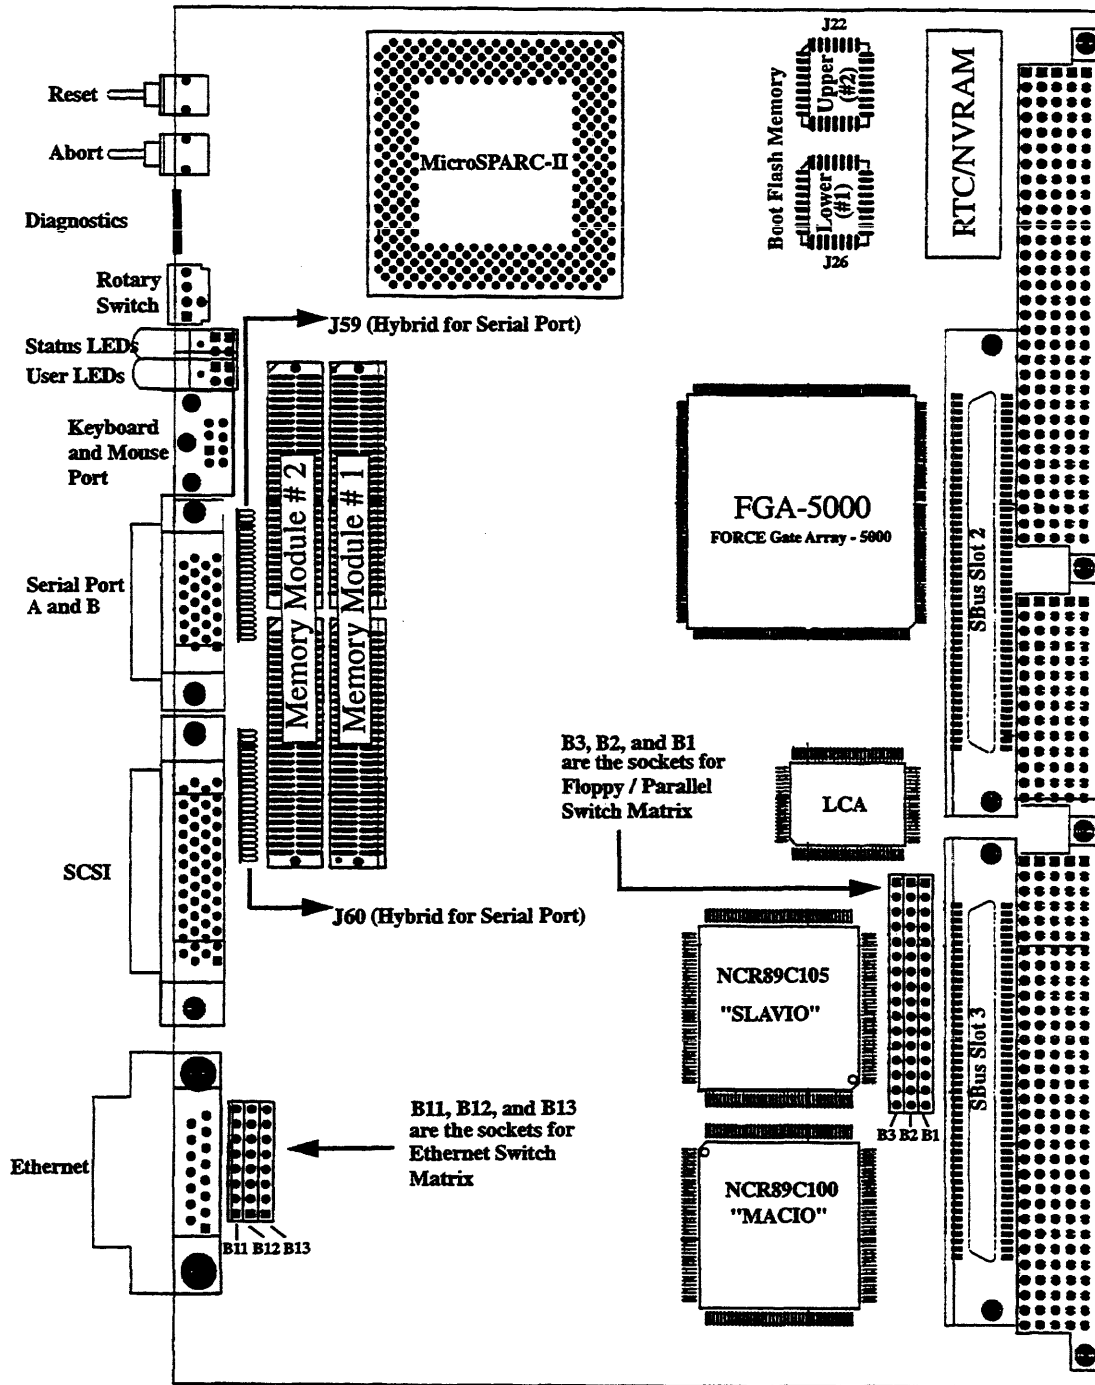 J22
Upper
(#2)
Boot Flash Memory
Lower
(#1)
J26
RTC/NVRAM
Reset
Abort
MicroSPARC-II
Diagnostics
Rotary
Switch
J59 (Hybrid for Serial Port)
Status LEDs
User LEDs
Keyboard
and Mouse
Port
Memory Module # 2
Memory Module # 1
FGA-5000
FORCE Gate Array - 5000
SBus Slot 2
Serial Port
A and B
B3, B2, and B1
are the sockets for
Floppy / Parallel
Switch Matrix
LCA
SCSI
J60 (Hybrid for Serial Port)
NCR89C105
"SLAVIO"
SBus Slot 3
B3 B2 B1
B11, B12, and B13
are the sockets for
Ethernet Switch
Matrix
Ethernet
B11 B12 B13
NCR89C100
"MACIO"